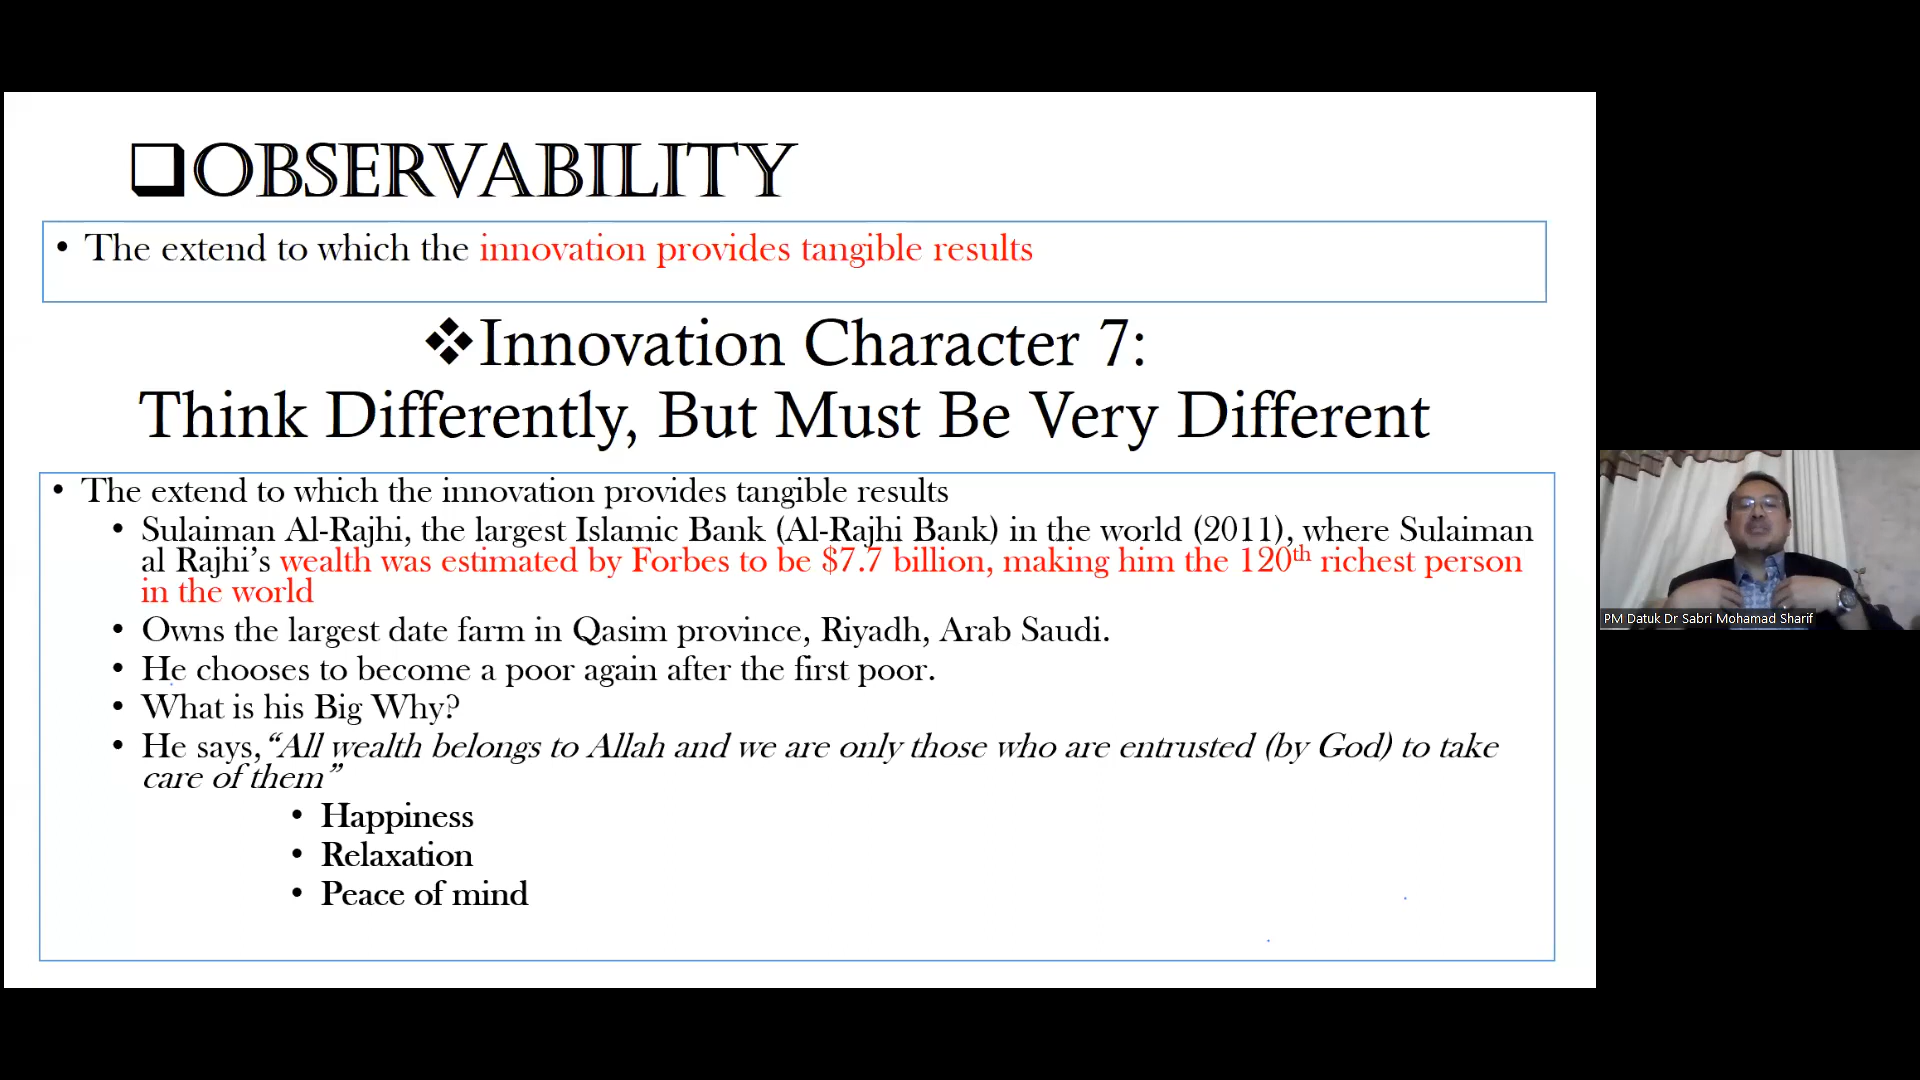 ❑OBSERVABILITY
• The extend to which the innovation provides tangible results
❖Innovation Character 7:
Think Differently, But Must Be Very Different
• The extend to which the innovation provides tangible results
• Sulaiman Al-Rajhi, the largest Islamic Bank (Al-Rajhi Bank) in the world (2011), where Sulaiman
al Rajhi’s wealth was estimated by Forbes to be $7.7 billion, making him the 120th richest person
in the world
• Owns the largest date farm in Qasim province, Riyadh, Arab Saudi.
• He chooses to become a poor again after the first poor.
• What is his Big Why?
• He says, “All wealth belongs to Allah and we are only those who are entrusted (by God) to take
care of them”
• Happiness
• Relaxation
• Peace of mind
PM Datuk Dr Sabri Mohamad Sharif